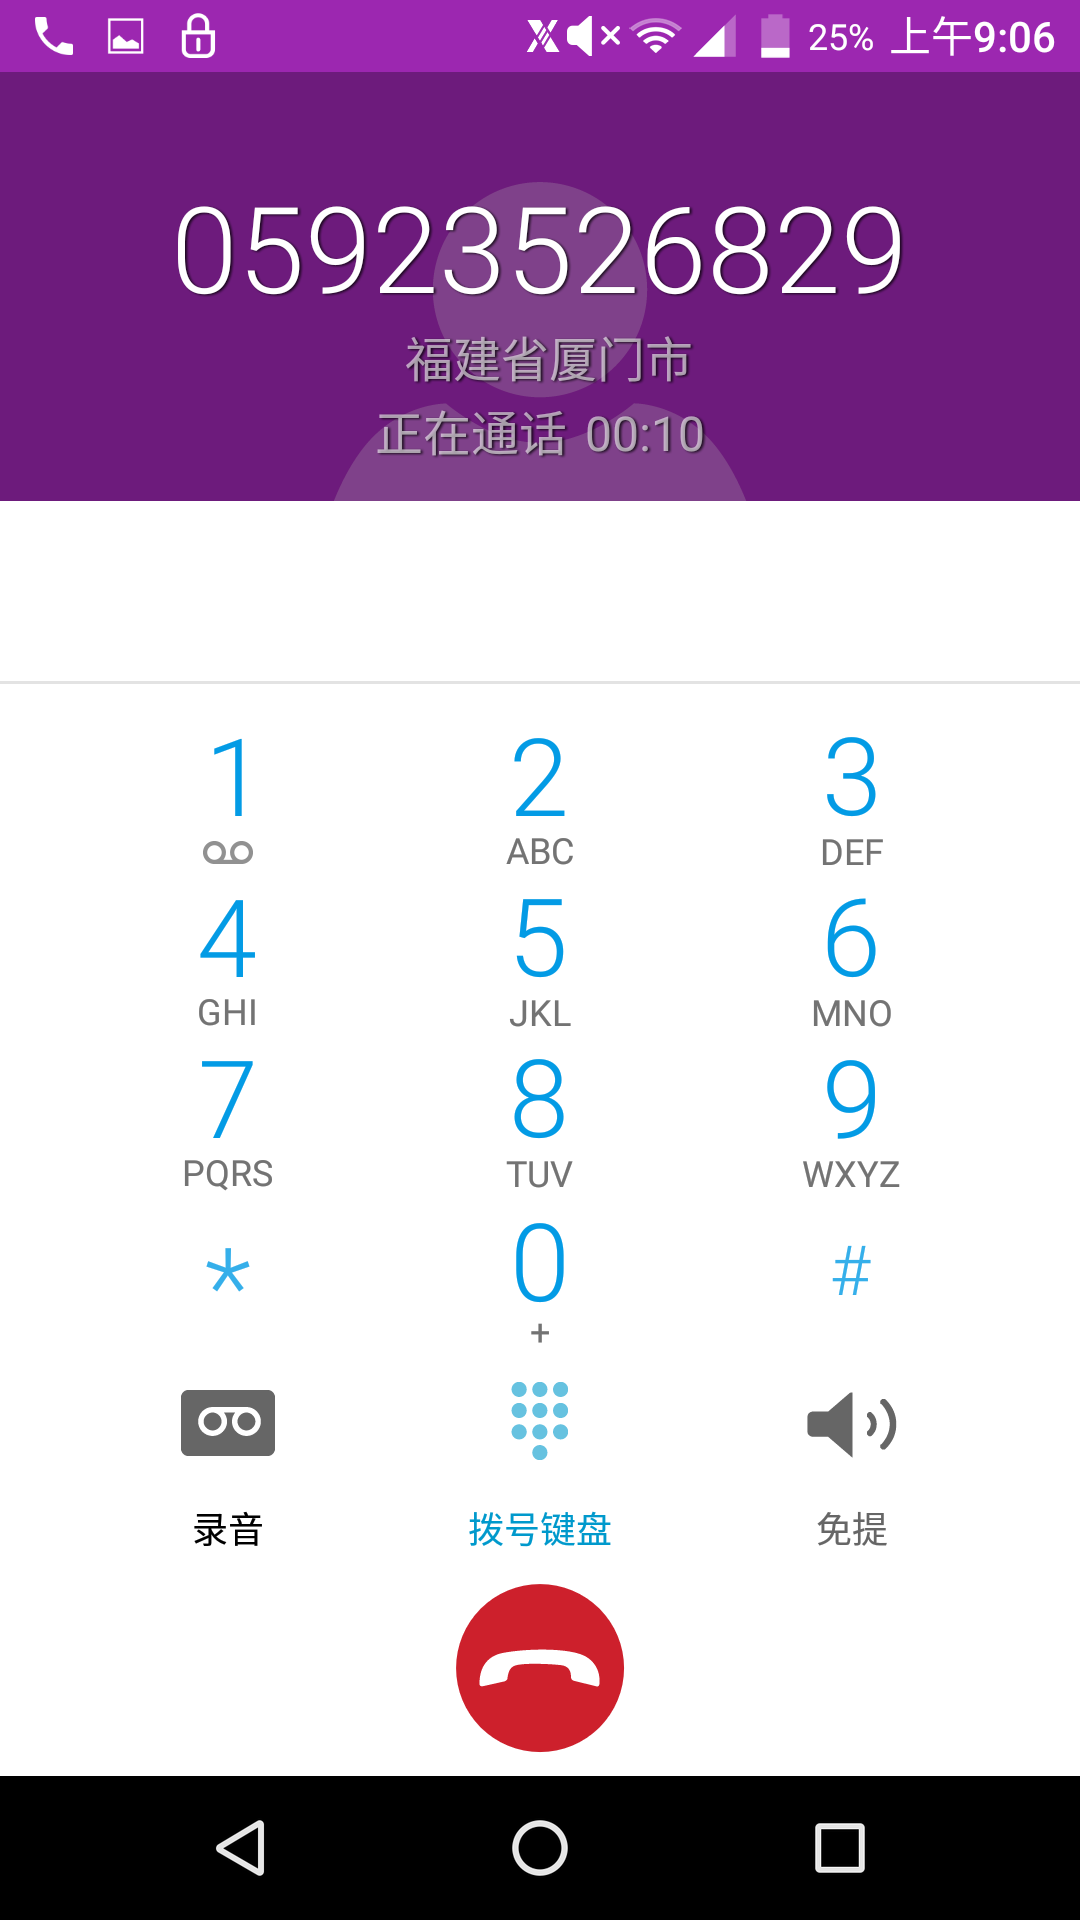 25% 上午9:06
05923526829
福建省厦门市
正在通话 00:10
1 2 3
ABC DEF
4 5 6
GHI JKL MNO
7 8 9
PQRS TUV WXYZ
* 0 #
+
录音 拨号键盘 免提